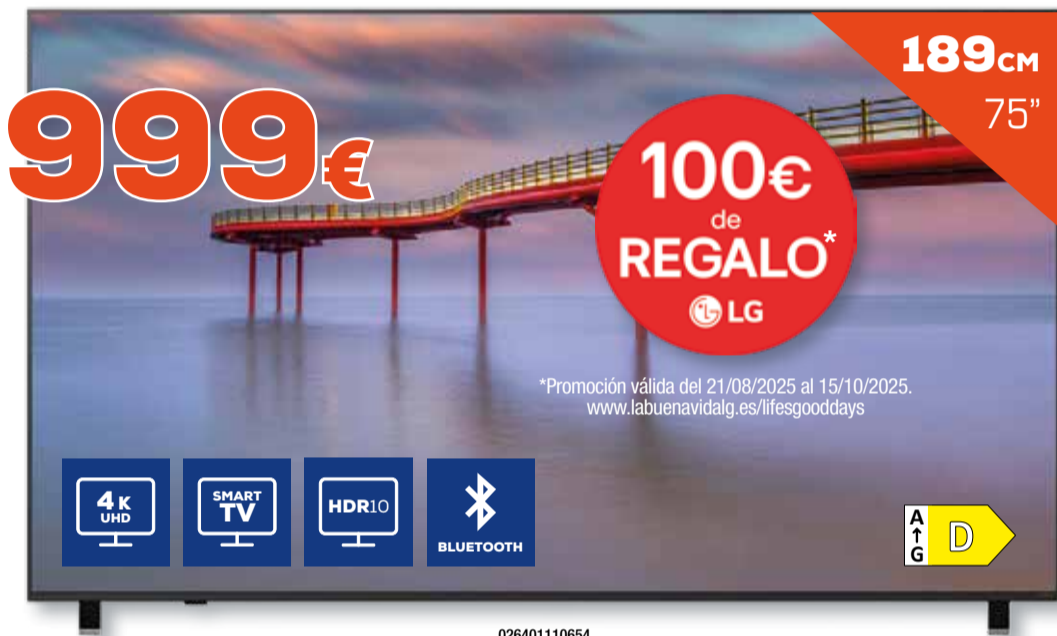 189CM
75”
999€
100€
de
REGALO*
LG
*Promoción válida del 21/08/2025 al 15/10/2025.
www.labuenavidalg.es/lifesgooddays
4K
UHD
SMART
TV
HDR10
BLUETOOTH
A
↑
G
D
026401110654